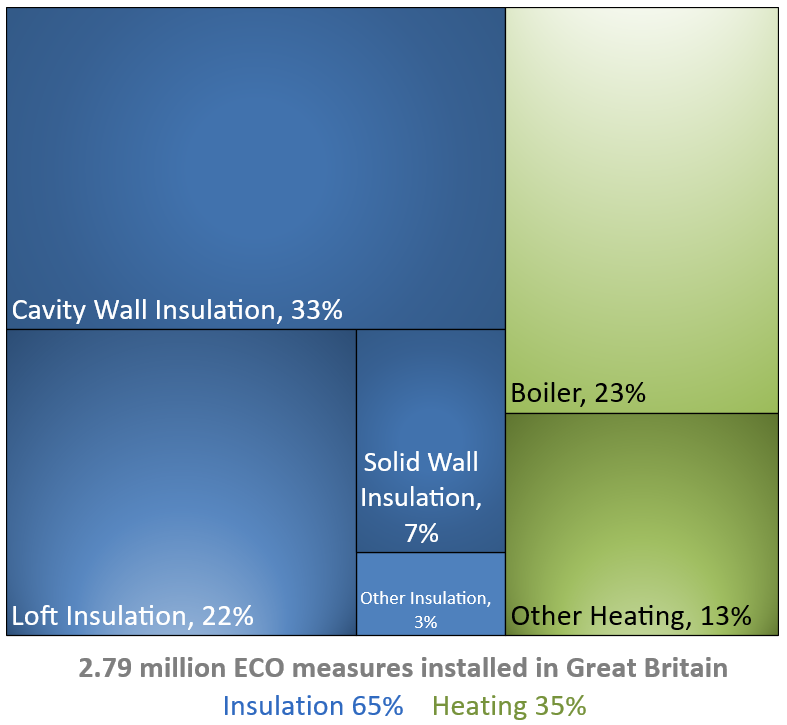 Cavity Wall Insulation, 33%
Loft Insulation, 22%
Solid Wall
Insulation,
7%
Other Insulation,
3%
Boiler, 23%
Other Heating, 13%
2.79 million ECO measures installed in Great Britain
Insulation 65% Heating 35%